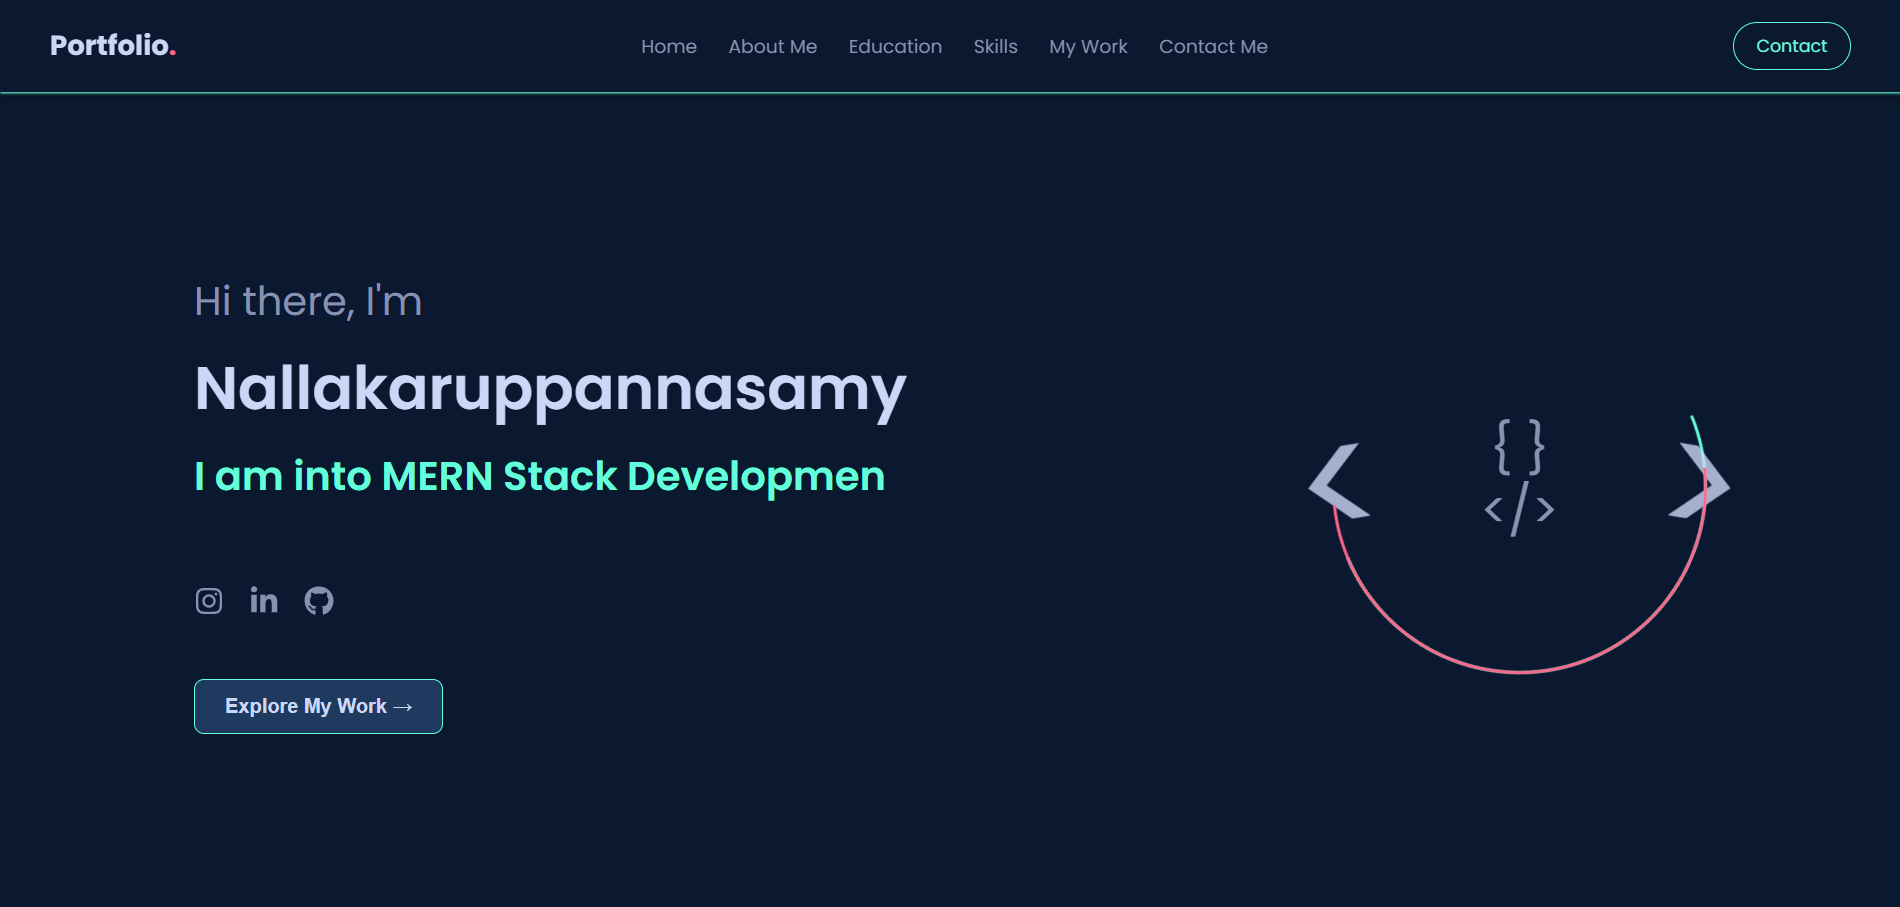 Portfolio.
Home About Me Education Skills My Work Contact Me
Contact
Hi there, I'm
Nallakaruppannasamy
I am into MERN Stack Developmen
{ }
</>
in
Explore My Work →